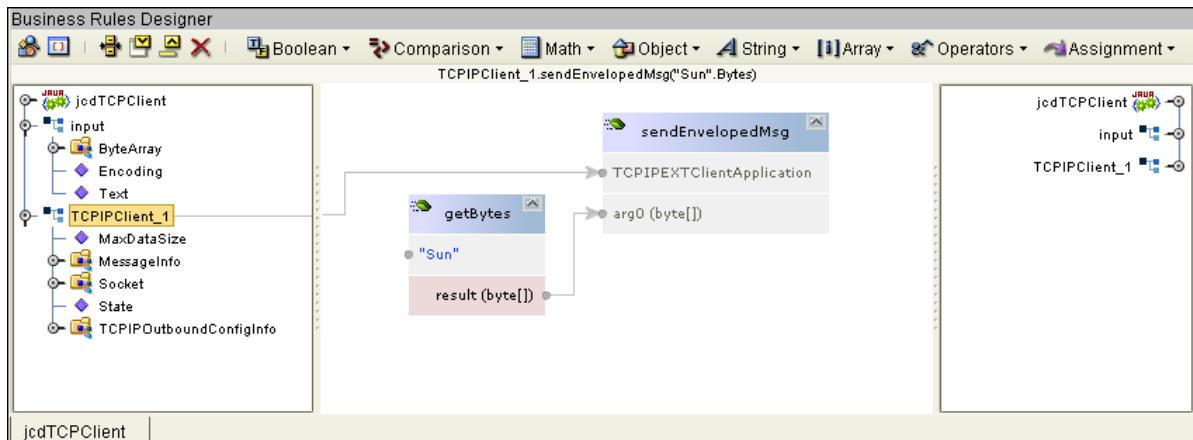 Business Rules Designer
Boolean Comparison Math Object String [i] Array Operators Assignment
TCPIPClient_1.sendEnvelopedMsg("Sun".Bytes)
JAVA jcdTCPClient
input
ByteArray
Encoding
Text
TCPIPClient_1
MaxDataSize
MessageInfo
Socket
State
TCPIPOutboundConfigInfo
getBytes
"Sun"
result (byte[])
sendEnvelopedMsg
TCPIPEXTClientApplication
arg0 (byte[])
jcdTCPClient JAVA
input
TCPIPClient_1
jcdTCPClient